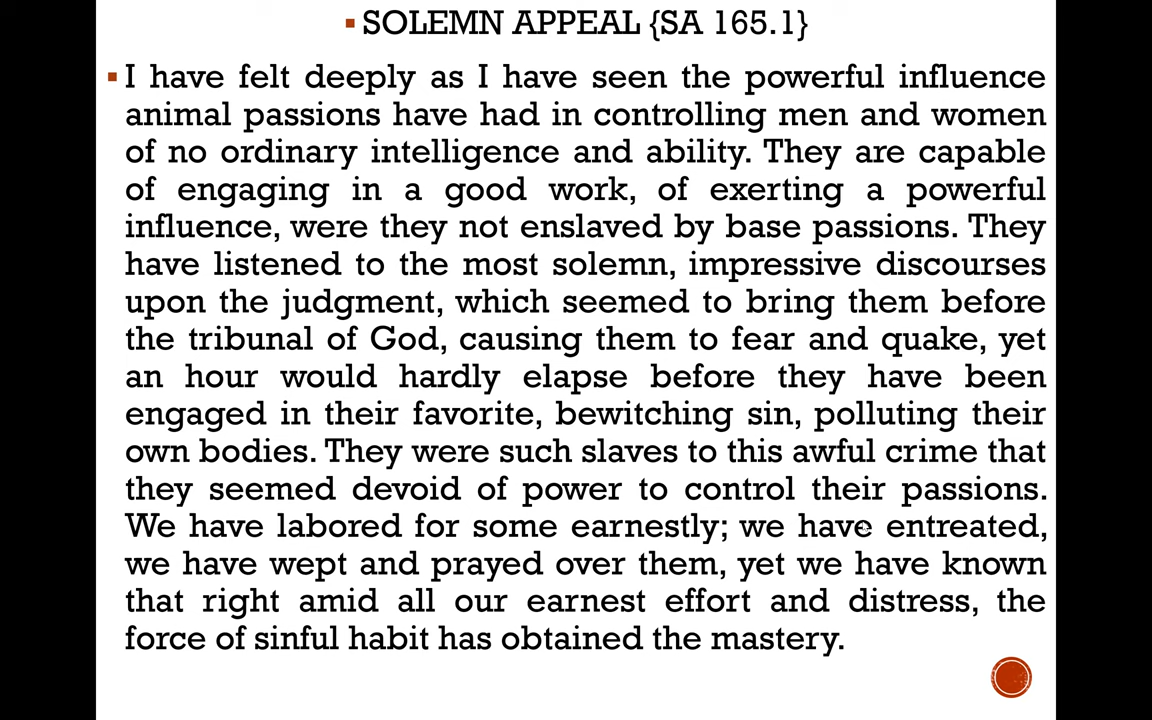 ▪ SOLEMN APPEAL {SA 165.1}
▪ I have felt deeply as I have seen the powerful influence
animal passions have had in controlling men and women
of no ordinary intelligence and ability. They are capable
of engaging in a good work, of exerting a powerful
influence, were they not enslaved by base passions. They
have listened to the most solemn, impressive discourses
upon the judgment, which seemed to bring them before
the tribunal of God, causing them to fear and quake, yet
an hour would hardly elapse before they have been
engaged in their favorite, bewitching sin, polluting their
own bodies. They were such slaves to this awful crime that
they seemed devoid of power to control their passions.
We have labored for some earnestly; we have entreated,
we have wept and prayed over them, yet we have known
that right amid all our earnest effort and distress, the
force of sinful habit has obtained the mastery.